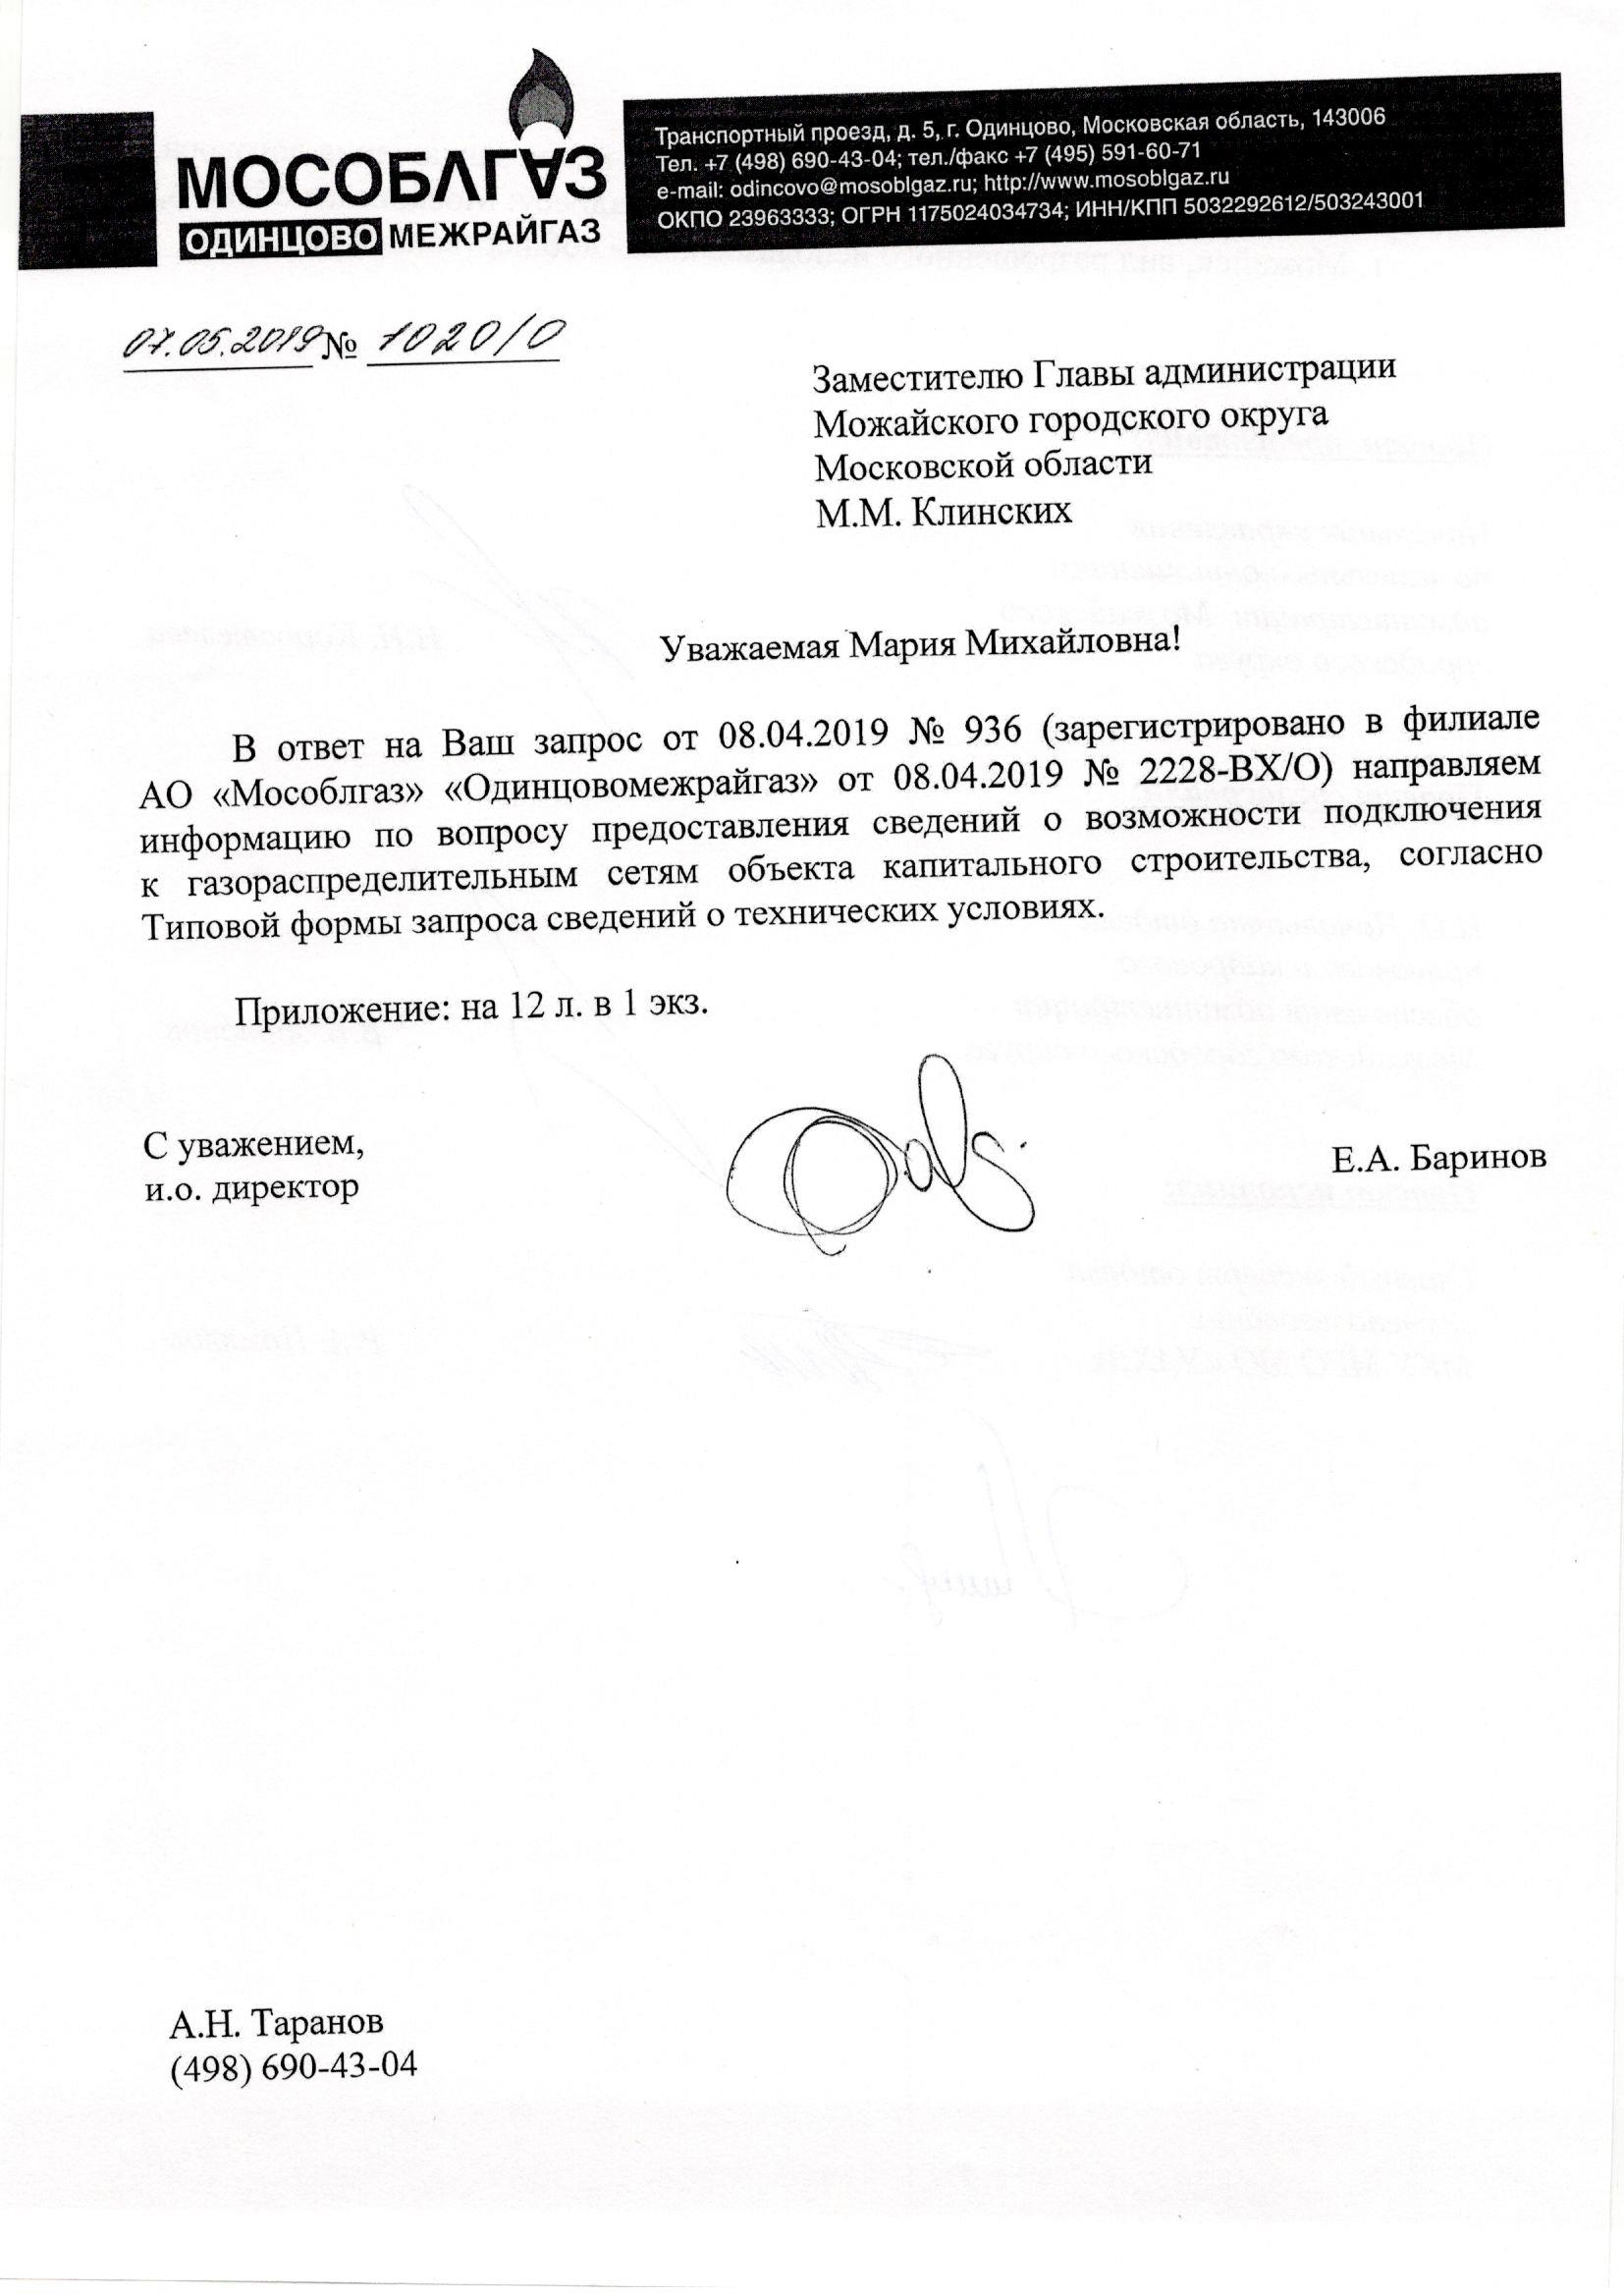 МОСОБЛГАЗ
ОДИНЦОВО МЕЖРАЙГАЗ
Транспортный проезд, д. 5, г. Одинцово, Московская область, 143006
Тел. +7 (498) 690-43-04; тел./факс +7 (495) 591-60-71
e-mail: odincovo@mosoblgaz.ru; http://www.mosoblgaz.ru
ОКПО 23963333; ОГРН 1175024034734; ИНН/КПП 5032292612/503243001
07.05.2019 № 1020/О
Заместителю Главы администрации
Можайского городского округа
Московской области
М.М. Клинских
Уважаемая Мария Михайловна!
В ответ на Ваш запрос от 08.04.2019 № 936 (зарегистрировано в филиале
АО «Мособлгаз» «Одинцовомежрайгаз» от 08.04.2019 № 2228-ВХ/О) направляем
информацию по вопросу предоставления сведений о возможности подключения
к газораспределительным сетям объекта капитального строительства, согласно
Типовой формы запроса сведений о технических условиях.
Приложение: на 12 л. в 1 экз.
С уважением,
и.о. директор
Е.А. Баринов
А.Н. Таранов
(498) 690-43-04